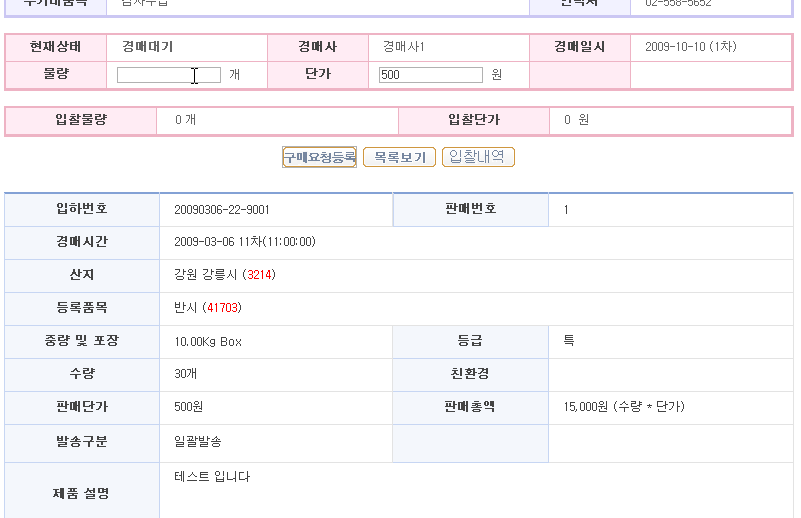 02-558-5652
현재상태 경매대기 경매사 경매사1 경매일시 2009-10-10 (1차)
물량 개 단가 500 원
입찰물량 0 개 입찰단가 0 원
구매요청등록 목록보기 입찰내역
입하번호 20090306-22-9001 판매번호 1
경매시간 2009-03-06 11차(11:00:00)
산지 강원 강릉시 (3214)
등록품목 반시 (41703)
중량 및 포장 10.00Kg Box 등급 특
수량 30개 친환경
판매단가 500원 판매총액 15,000원 (수량 * 단가)
발송구분 일괄발송
제품 설명 테스트 입니다